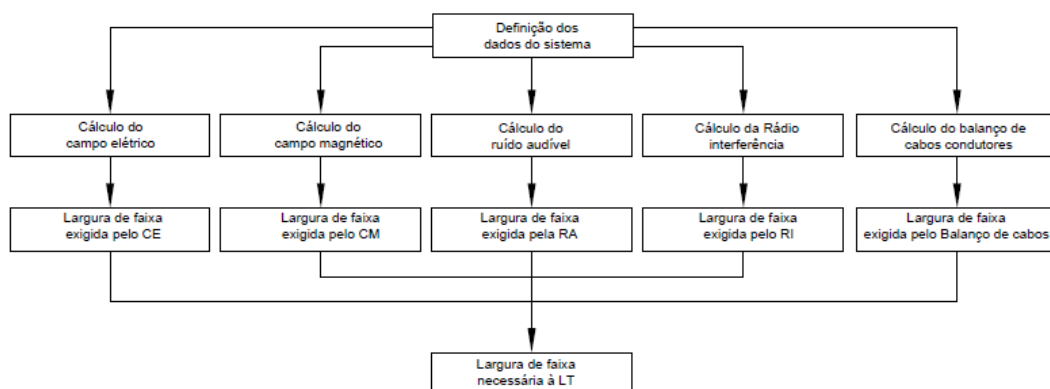 Definição dos
dados do sistema
Cálculo do
campo elétrico
Cálculo do
campo magnético
Cálculo do
ruído audível
Cálculo da Rádio
interferência
Cálculo do balanço de
cabos condutores
Largura de faixa
exigida pelo CE
Largura de faixa
exigida pelo CM
Largura de faixa
exigida pela RA
Largura de faixa
exigida pelo RI
Largura de faixa
exigida pelo Balanço de cabos
Largura de faixa
necessária à LT